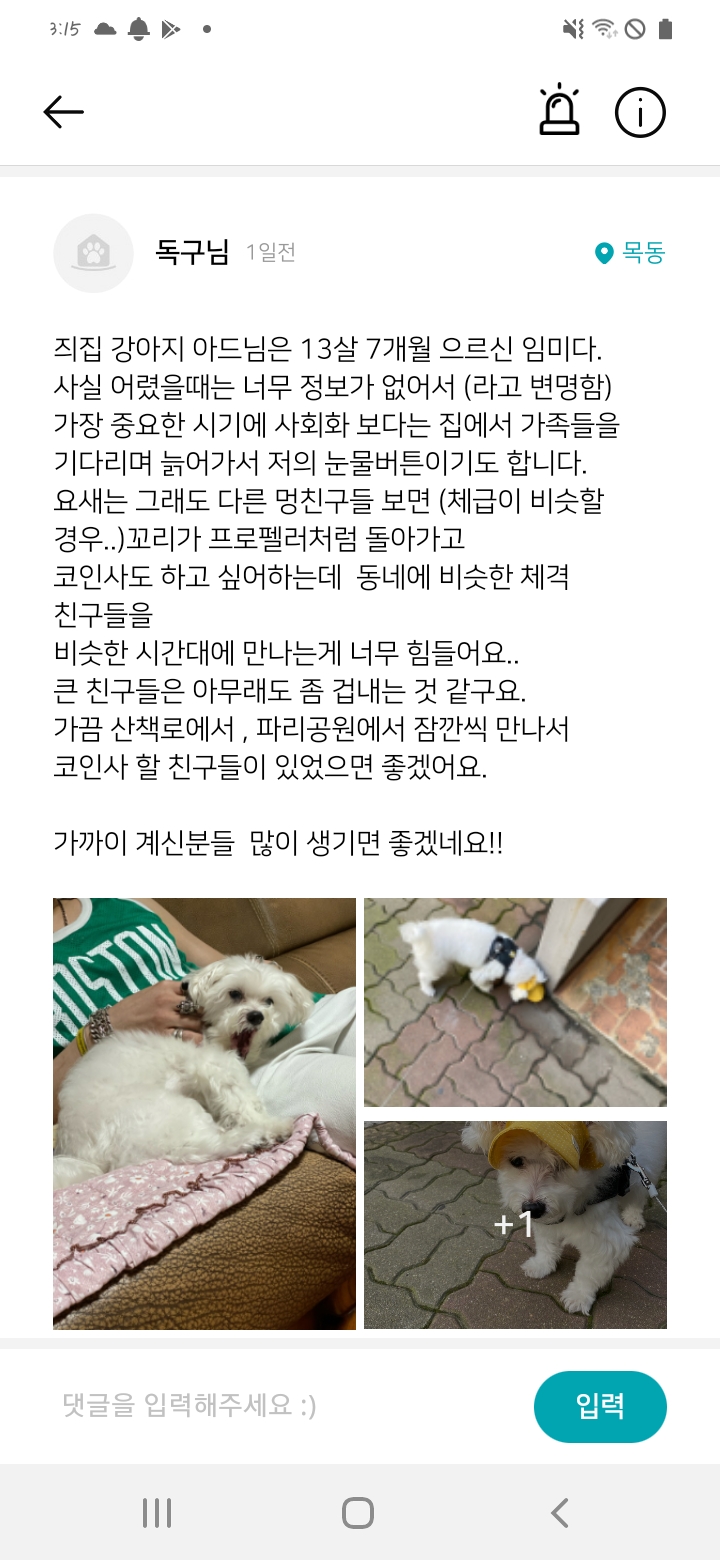 3:15
독구님 1일전 목동
즤집 강아지 아드님은 13살 7개월 으르신 임미다.
사실 어렸을때는 너무 정보가 없어서 (라고 변명함)
가장 중요한 시기에 사회화 보다는 집에서 가족들을
기다리며 늙어가서 저의 눈물버튼이기도 합니다.
요새는 그래도 다른 멍친구들 보면 (체급이 비슷할
경우..)꼬리가 프로펠러처럼 돌아가고
코인사도 하고 싶어하는데  동네에 비슷한 체격
친구들을
비슷한 시간대에 만나는게 너무 힘들어요..
큰 친구들은 아무래도 좀 겁내는 것 같구요.
가끔 산책로에서 , 파리공원에서 잠깐씩 만나서
코인사 할 친구들이 있었으면 좋겠어요.
가까이 계신분들  많이 생기면 좋겠네요!!
+1
댓글을 입력해주세요 :)
입력